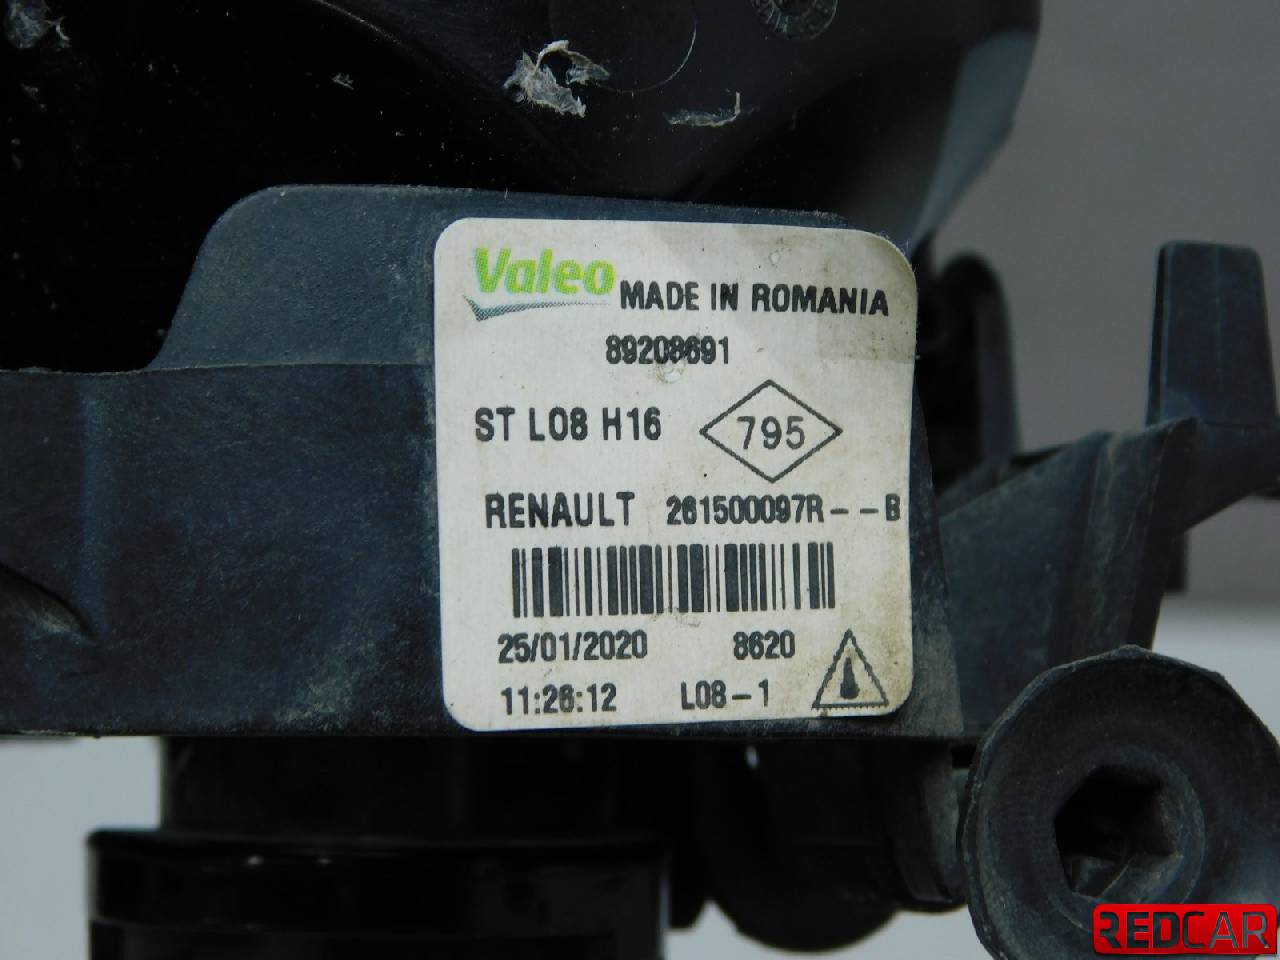 Valeo MADE IN ROMANIA
89208691
ST L08 H16 795
RENAULT 261500097R--B
25/01/2020 8620
11:26:12 L08-1
REDCAR